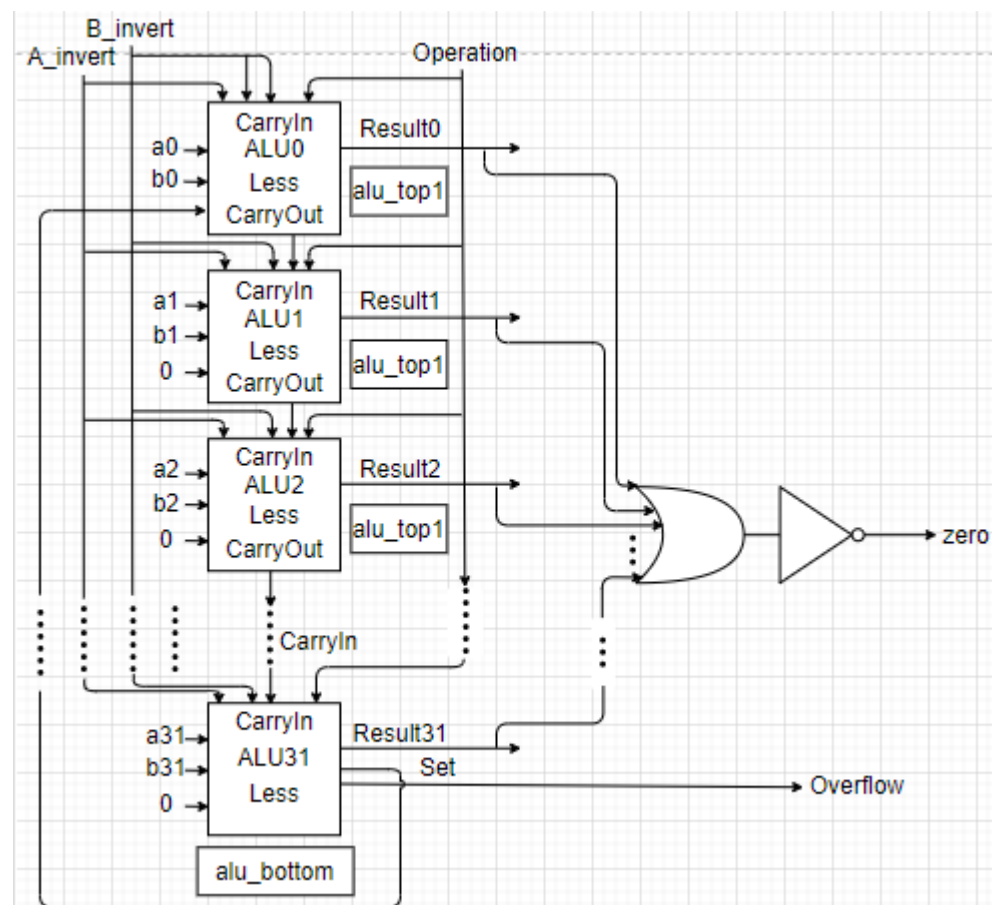 B_invert
A_invert
Operation
CarryIn
a0
ALU0
Result0
b0
Less
alu_top1
CarryOut
CarryIn
a1
ALU1
Result1
b1
Less
alu_top1
0
CarryOut
CarryIn
a2
ALU2
Result2
b2
Less
alu_top1
0
CarryOut
zero
CarryIn
CarryIn
a31
ALU31
Result31
b31
Set
Less
0
Overflow
alu_bottom